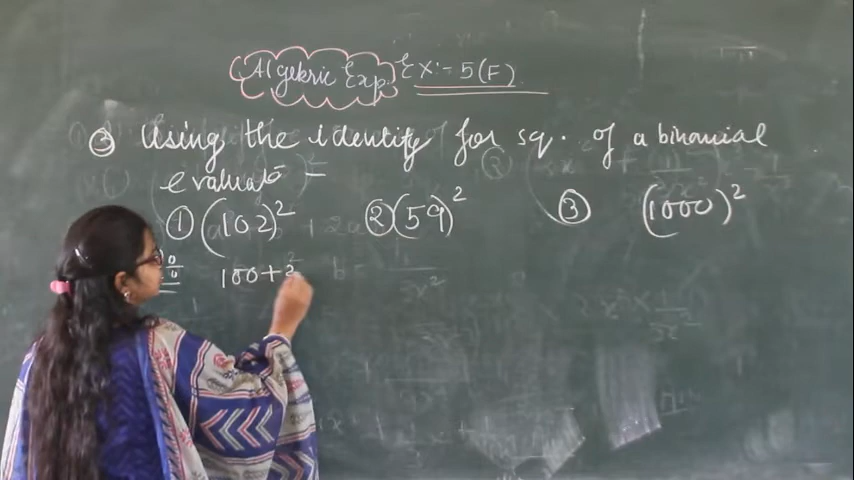 Algebric Exp. Ex:- 5(F)
③ Using the identity for sq. of a binomial
evaluate =
① (102)² ② (59)² ③ (1000)²
100+2